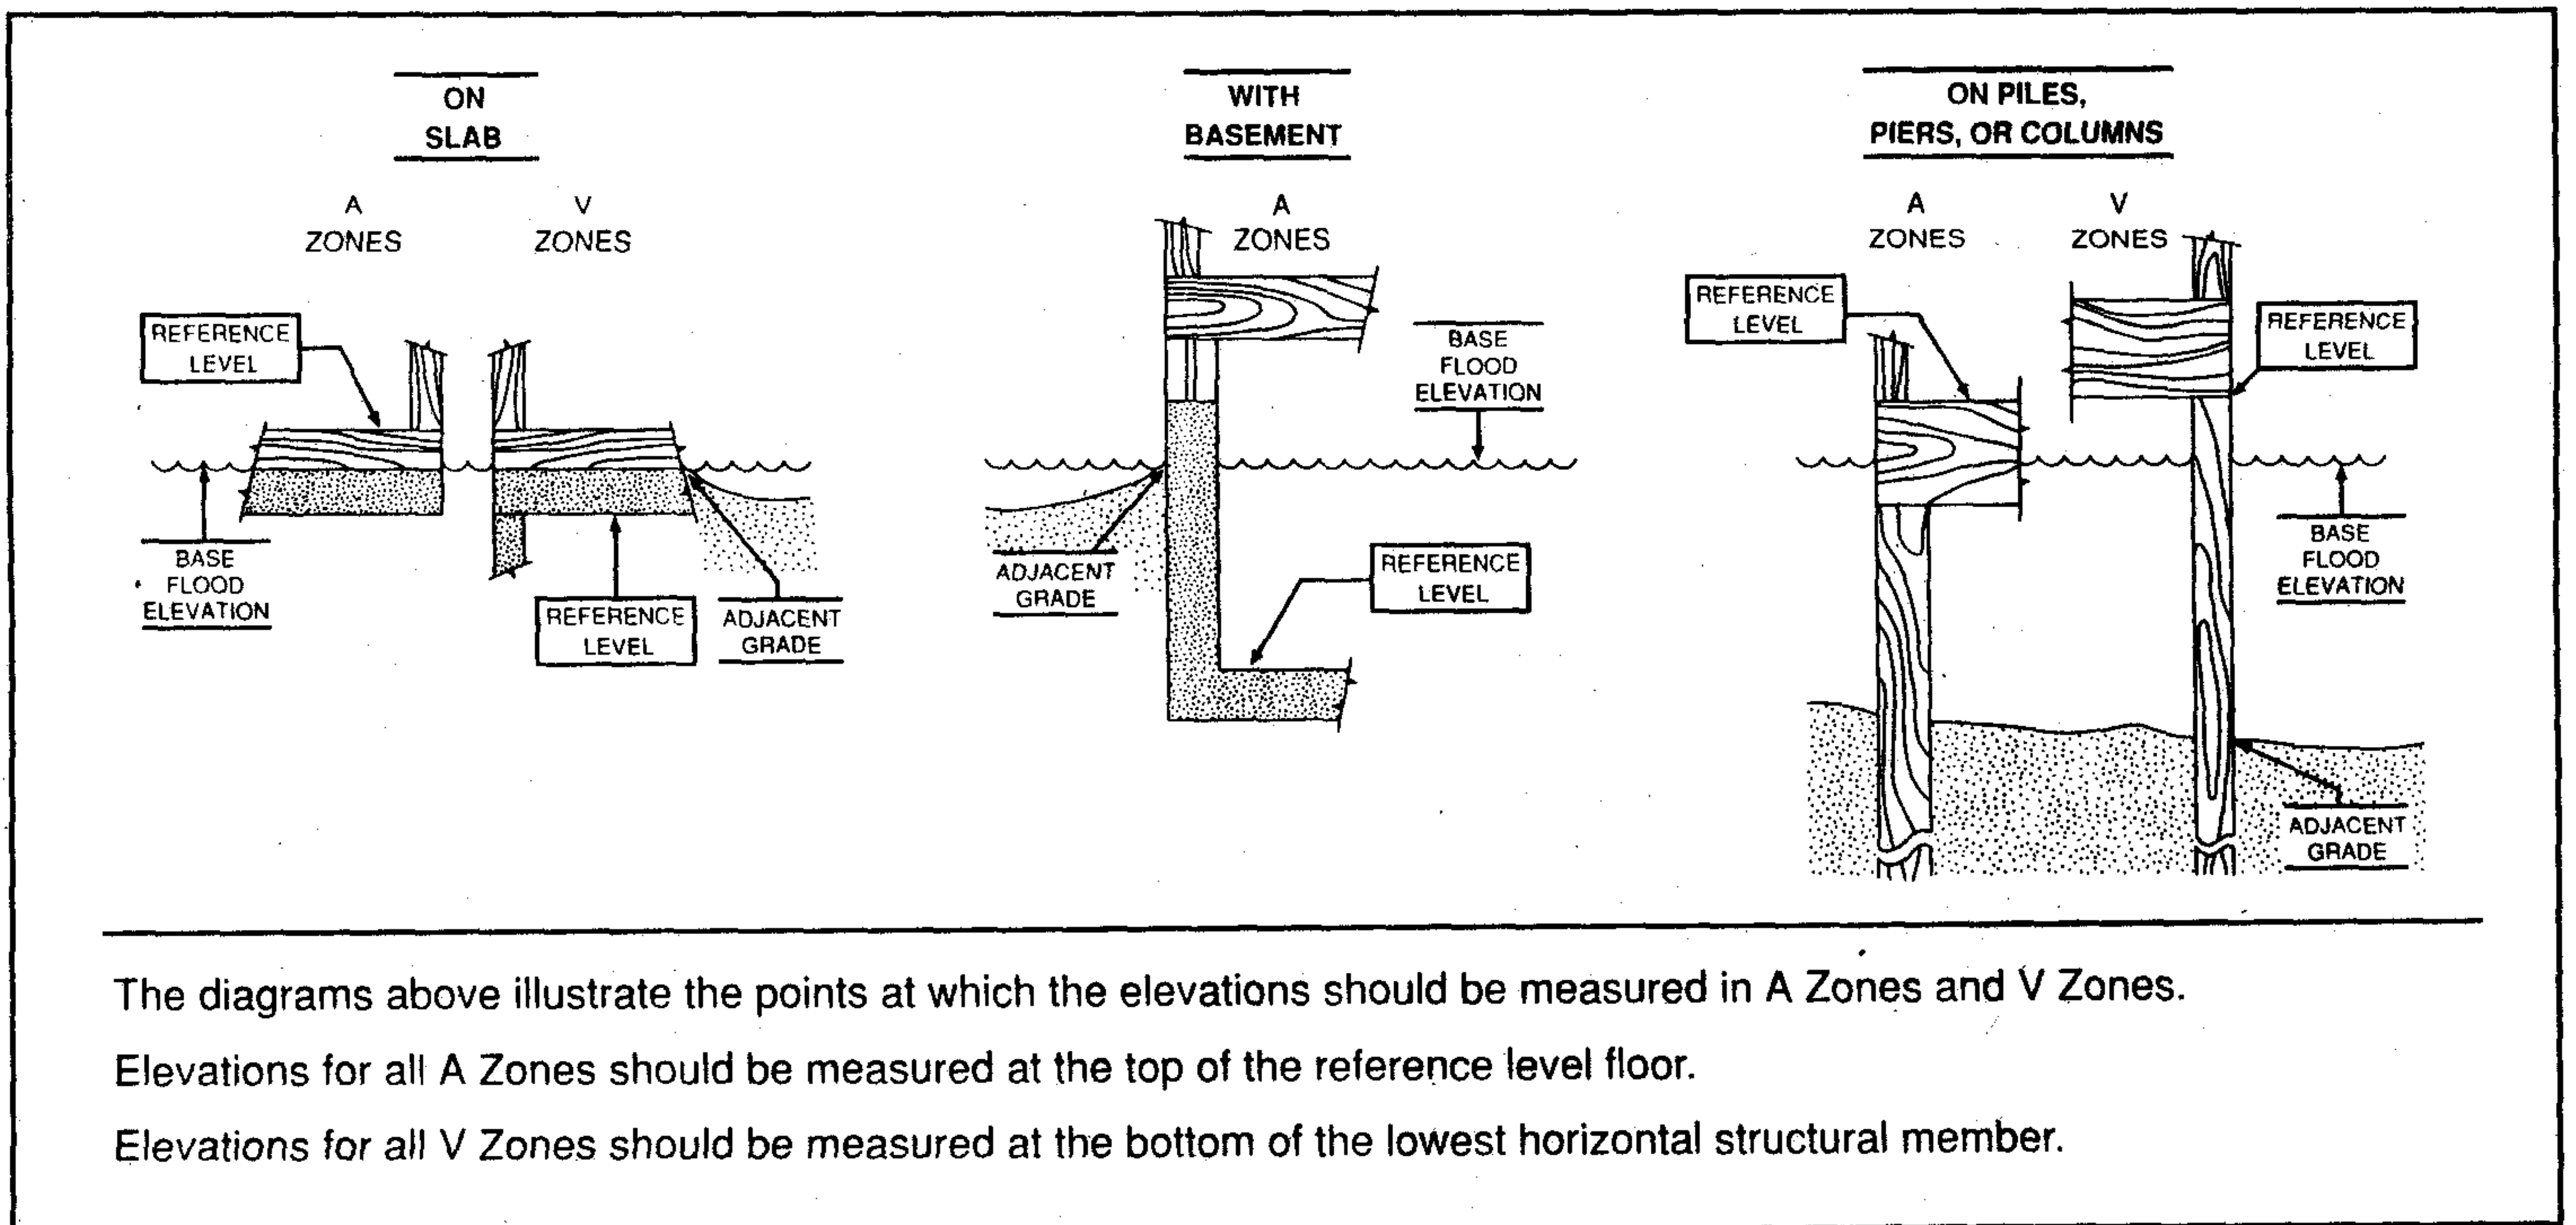 ON
SLAB
A
ZONES
V
ZONES
REFERENCE
LEVEL
BASE
FLOOD
ELEVATION
REFERENCE
LEVEL
ADJACENT
GRADE
WITH
BASEMENT
A
ZONES
BASE
FLOOD
ELEVATION
ADJACENT
GRADE
REFERENCE
LEVEL
ON PILES,
PIERS, OR COLUMNS
A
ZONES
V
ZONES
REFERENCE
LEVEL
REFERENCE
LEVEL
BASE
FLOOD
ELEVATION
ADJACENT
GRADE
The diagrams above illustrate the points at which the elevations should be measured in A Zones and V Zones.
Elevations for all A Zones should be measured at the top of the reference level floor.
Elevations for all V Zones should be measured at the bottom of the lowest horizontal structural member.